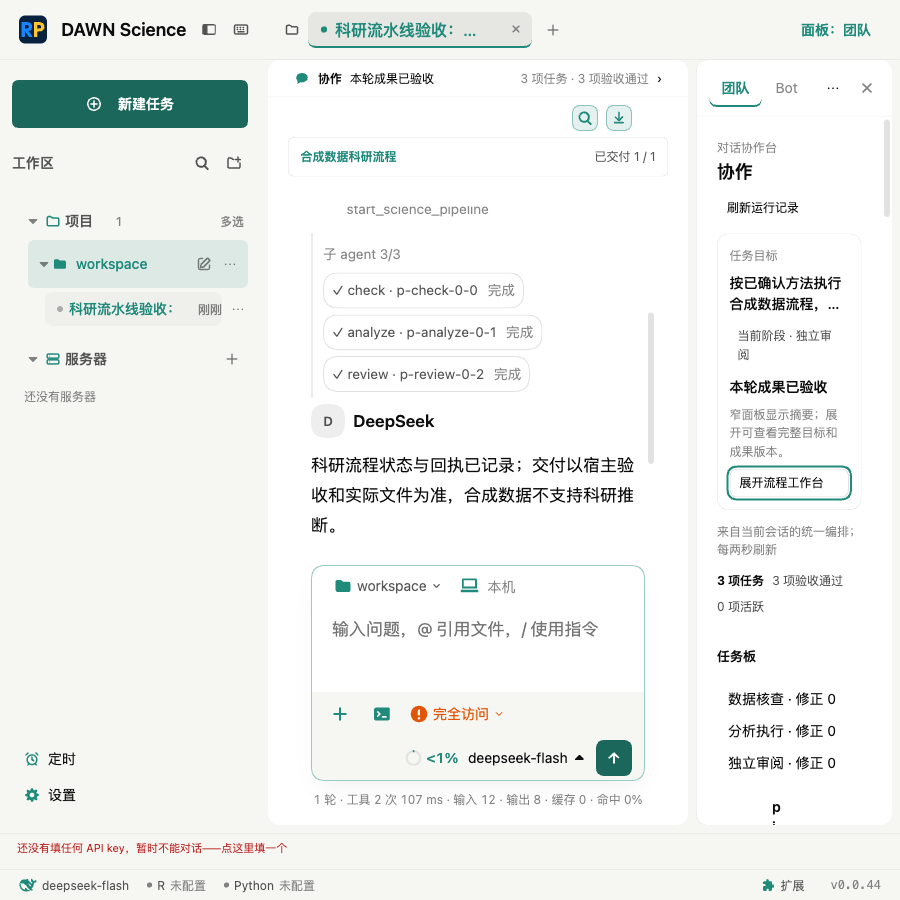 RP DAWN Science
科研流水线验收: ...
面板: 团队
新建任务
工作区
项目 1 多选
workspace
科研流水线验收: 刚刚
服务器
还没有服务器
定时
设置
协作 本轮成果已验收 3 项任务 · 3 项验收通过
合成数据科研流程 已交付 1 / 1
start_science_pipeline
子 agent 3/3
check · p-check-0-0 完成
analyze · p-analyze-0-1 完成
review · p-review-0-2 完成
D DeepSeek
科研流程状态与回执已记录；交付以宿主验
收和实际文件为准，合成数据不支持科研推
断。
workspace 本机
输入问题，@ 引用文件，/ 使用指令
完全访问
<1% deepseek-flash
1 轮 · 工具 2 次 107 ms · 输入 12 · 输出 8 · 缓存 0 · 命中 0%
团队 Bot
对话协作台
协作
刷新运行记录
任务目标
按已确认方法执行
合成数据流程，...
当前阶段 · 独立审
阅
本轮成果已验收
窄面板显示摘要；展
开可查看完整目标和
成果版本。
展开流程工作台
来自当前会话的统一编排；
每两秒刷新
3 项任务 3 项验收通过
0 项活跃
任务板
数据核查 · 修正 0
分析执行 · 修正 0
独立审阅 · 修正 0
p
还没有填任何 API key，暂时不能对话——点这里填一个
deepseek-flash R 未配置 Python 未配置
扩展 v0.0.44